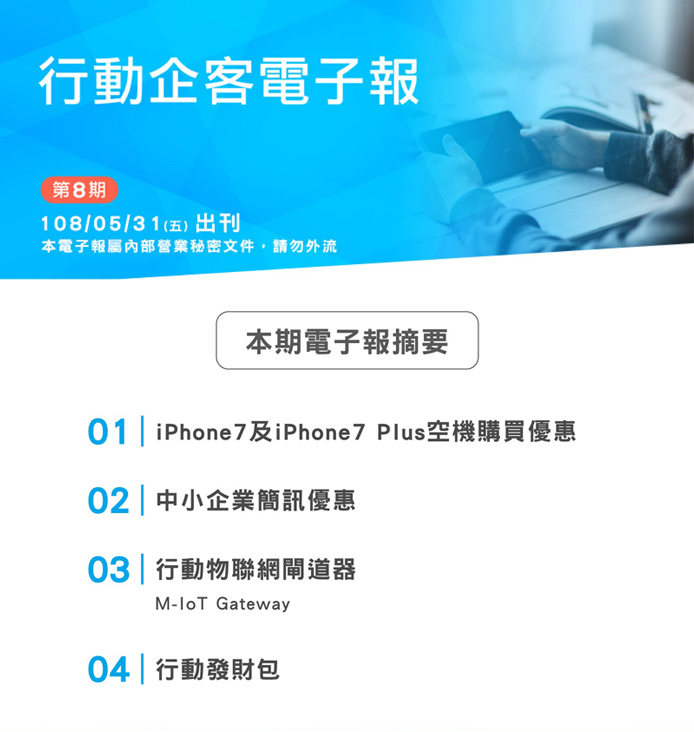 行動企客電子報
第8期
108/05/31(五) 出刊
本電子報屬內部營業秘密文件，請勿外流
本期電子報摘要
01 iPhone7及iPhone7 Plus空機購買優惠
02 中小企業簡訊優惠
03 行動物聯網閘道器
M-IoT Gateway
04 行動發財包